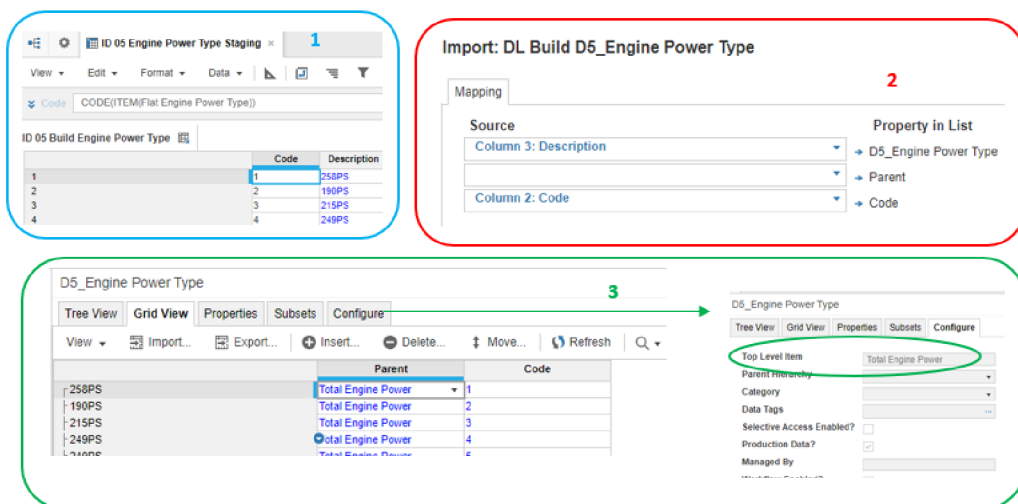 ID 05 Engine Power Type Staging ×
1
View Edit Format Data
Code CODE(ITEM(Flat Engine Power Type))
ID 05 Build Engine Power Type
Code Description
1 1 258PS
2 2 190PS
3 3 215PS
4 4 249PS
Import: DL Build D5_Engine Power Type
2
Mapping
Source Property in List
Column 3: Description D5_Engine Power Type
Parent
Column 2: Code Code
D5_Engine Power Type
3
Tree View Grid View Properties Subsets Configure
View Import... Export... Insert... Delete... Move... Refresh
Parent Code
258PS Total Engine Power 1
190PS Total Engine Power 2
215PS Total Engine Power 3
249PS Total Engine Power 4
D5_Engine Power Type
Tree View Grid View Properties Subsets Configure
Top Level Item Total Engine Power
Parent Hierarchy
Category
Data Tags ...
Selective Access Enabled?
Production Data?
Managed By